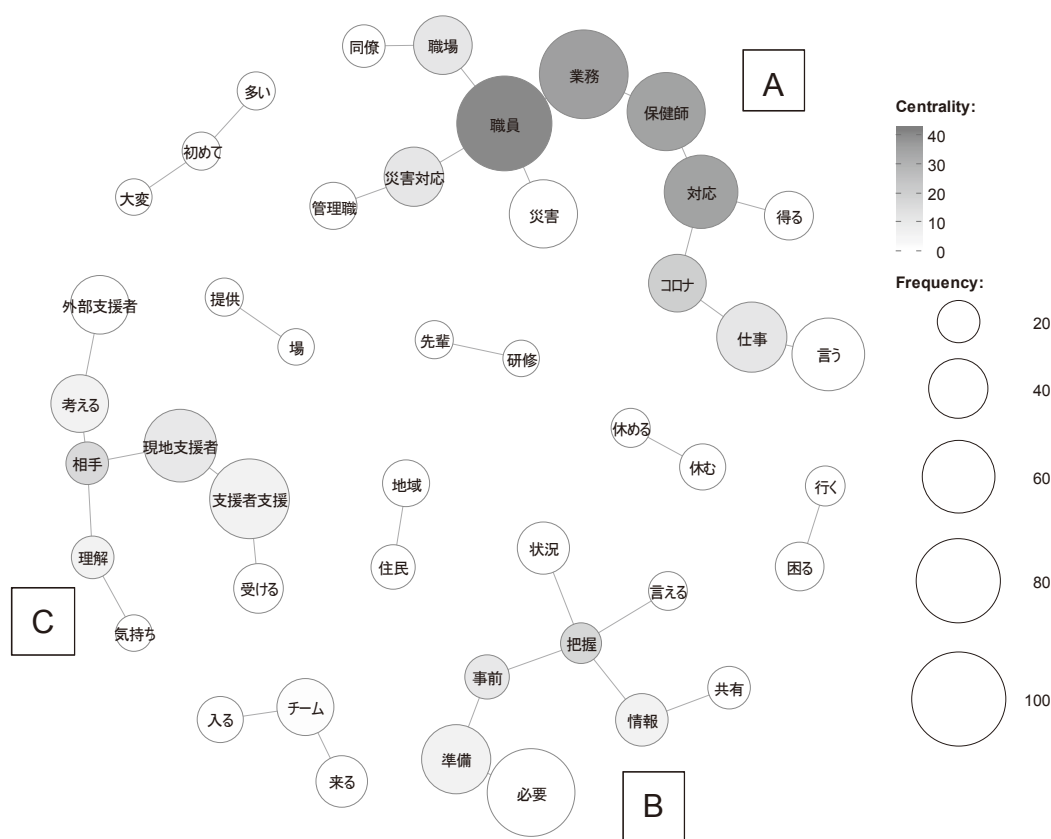 同僚
職場
業務
A
多い
職員
保健師
Centrality:
40
30
20
10
0
初めて
災害対応
大変
管理職
災害
対応
得る
外部支援者
提供
場
コロナ
仕事
言う
先輩
研修
Frequency:
20
40
60
80
100
考える
現地支援者
相手
支援者支援
理解
受ける
気持ち
C
地域
住民
休める
休む
行く
困る
状況
言える
把握
事前
情報
共有
準備
必要
B
入る
チーム
来る